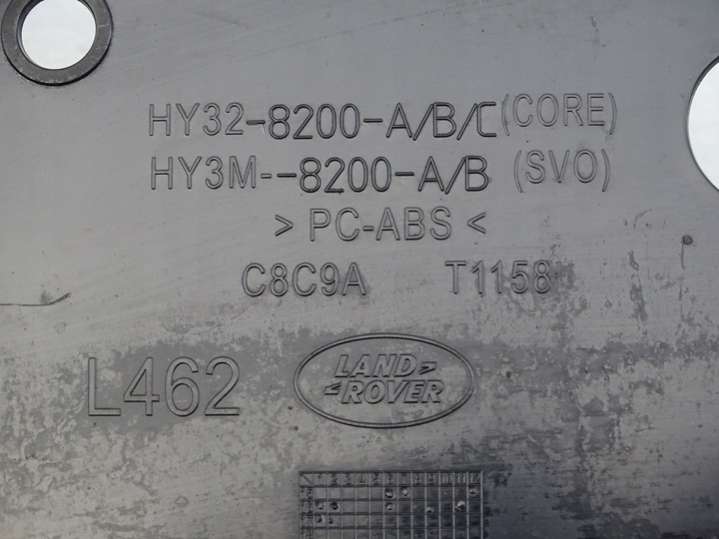 HY32-8200-A/B/C (CORE)
HY3M--8200-A/B (SVO)
> PC-ABS <
C8C9A T1158
L462
LAND
ROVER